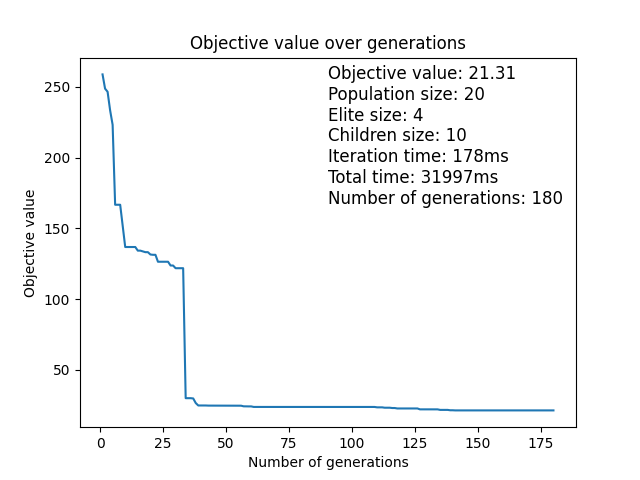 Objective value over generations
Objective value: 21.31
Population size: 20
Elite size: 4
Children size: 10
Iteration time: 178ms
Total time: 31997ms
Number of generations: 180
250
200
150
100
50
Objective value
0 25 50 75 100 125 150 175
Number of generations